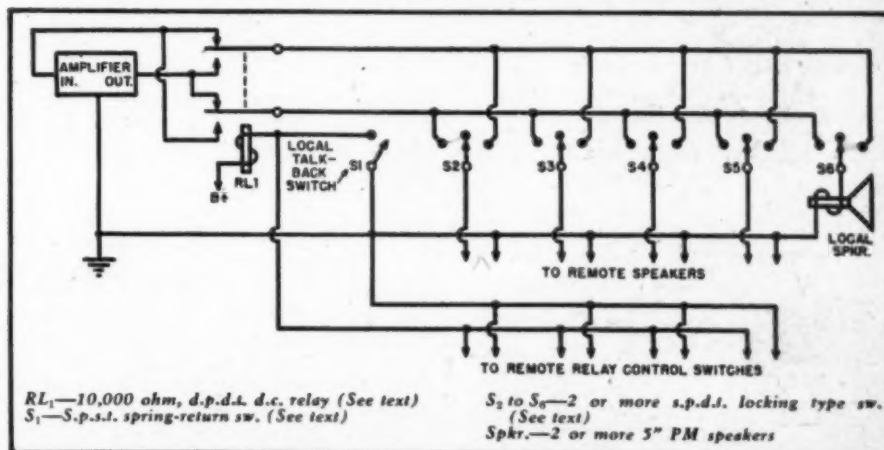 AMPLIFIER
IN. OUT.
B+
RL1
LOCAL
TALK-
BACK
SWITCH
S1
S2
S3
S4
S5
S6
LOCAL
SPKR.
TO REMOTE SPEAKERS
TO REMOTE RELAY CONTROL SWITCHES
RL₁—10,000 ohm, d.p.d.t. d.c. relay (See text)
S₁—S.p.s.t. spring-return sw. (See text)
S₂ to S₆—2 or more s.p.d.t. locking type sw.
(See text)
Spkr.—2 or more 5" PM speakers